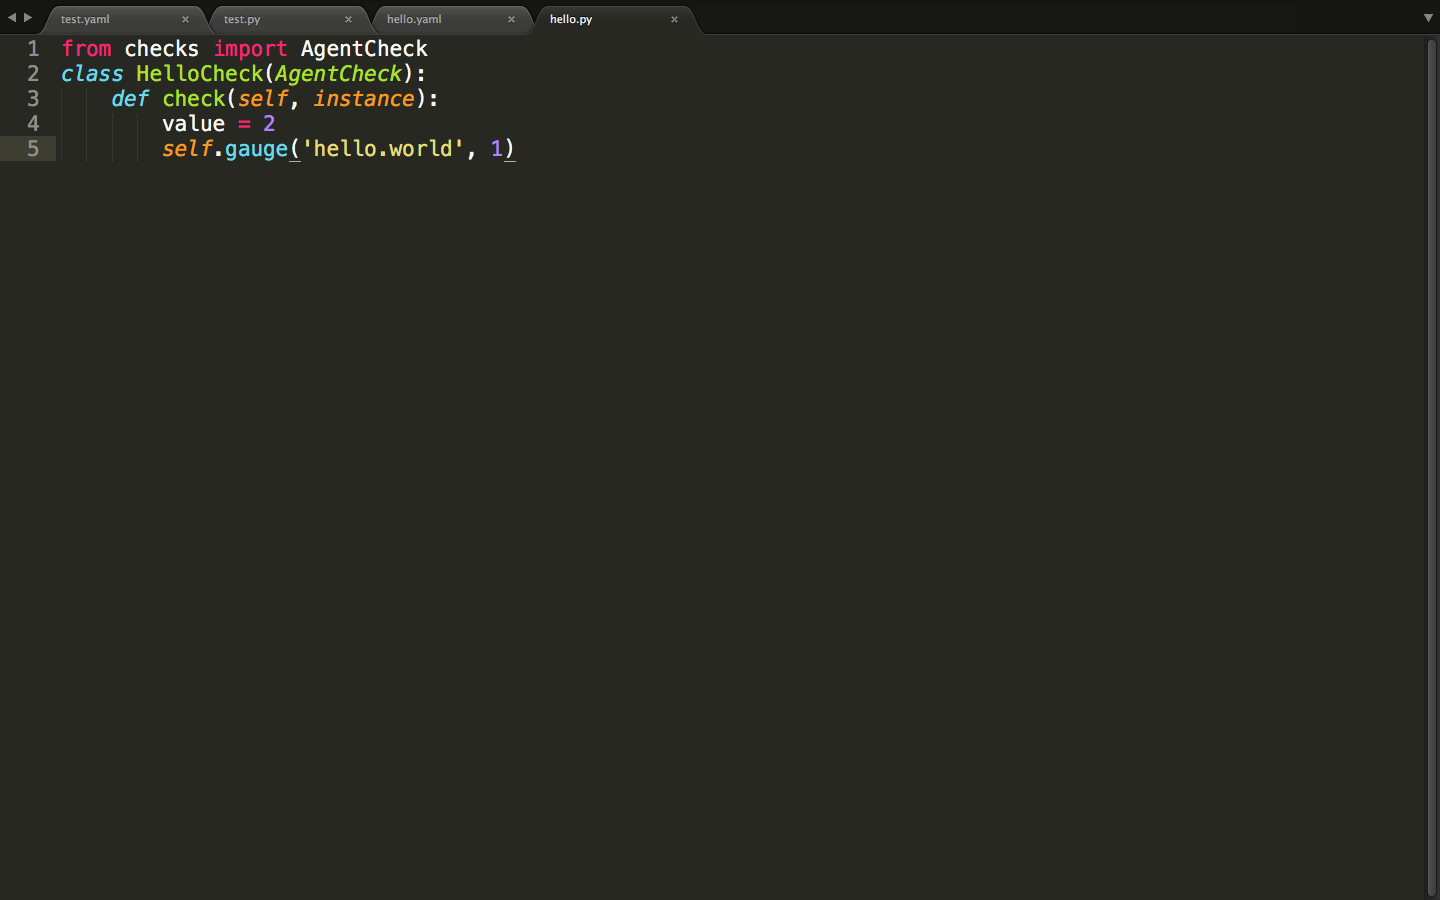 test.yaml × test.py × hello.yaml × hello.py ×
1 from checks import AgentCheck
2 class HelloCheck(AgentCheck):
3     def check(self, instance):
4         value = 2
5         self.gauge('hello.world', 1)